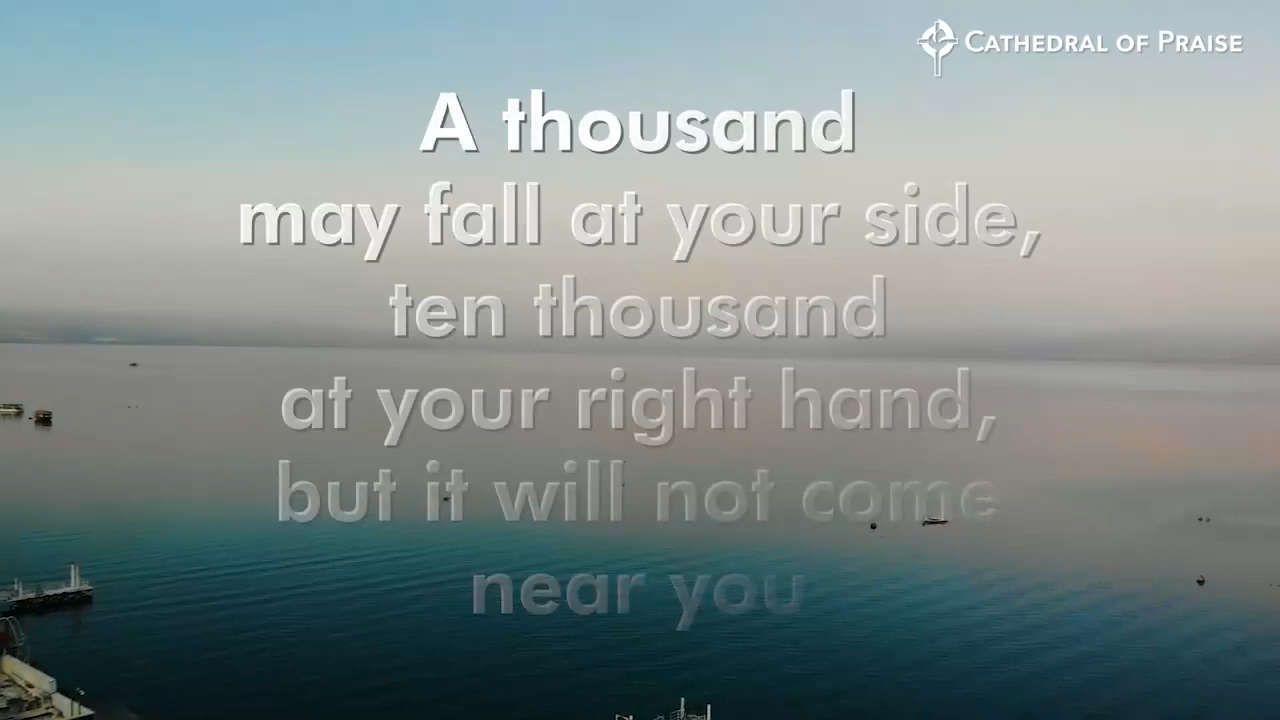 CATHEDRAL OF PRAISE
A thousand
may fall at your side,
ten thousand
at your right hand,
but it will not come
near you